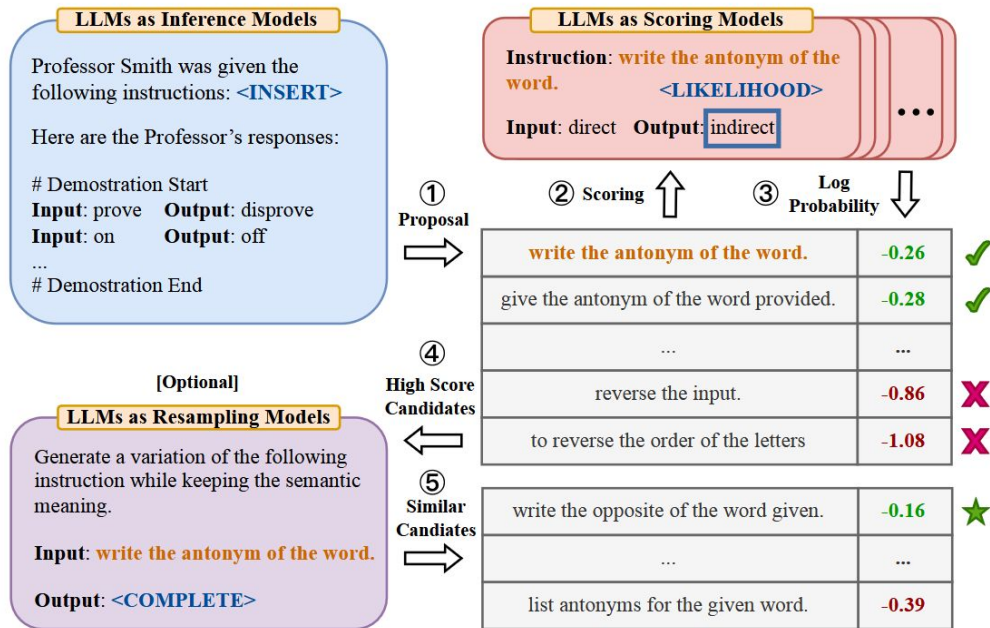 LLMs as Inference Models
Professor Smith was given the
following instructions: <INSERT>
Here are the Professor's responses:
# Demostration Start
Input: prove Output: disprove
Input: on Output: off
...
# Demostration End
LLMs as Scoring Models
Instruction: write the antonym of the
word. <LIKELIHOOD>
Input: direct Output: indirect
...
① Proposal
② Scoring
③ Log
Probability
write the antonym of the word. -0.26
give the antonym of the word provided. -0.28
... ...
reverse the input. -0.86
to reverse the order of the letters -1.08
④
High Score
Candidates
[Optional]
LLMs as Resampling Models
Generate a variation of the following
instruction while keeping the semantic
meaning.
Input: write the antonym of the word.
Output: <COMPLETE>
⑤
Similar
Candiates
write the opposite of the word given. -0.16
... ...
list antonyms for the given word. -0.39